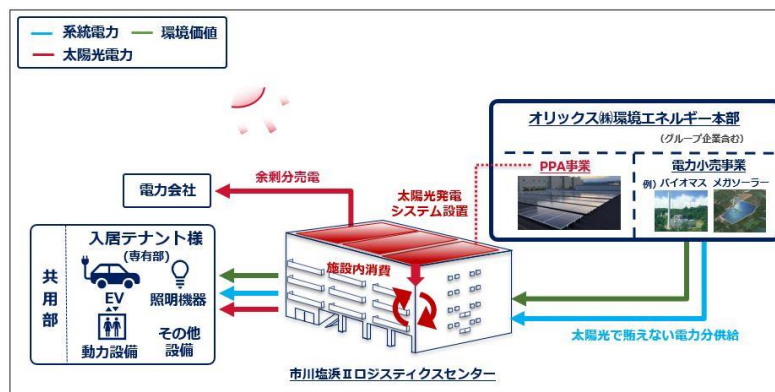 系統電力
環境価値
太陽光電力
オリックス㈱環境エネルギー本部
(グループ企業含む)
PPA事業
電力小売事業
例)バイオマス メガソーラー
電力会社
余剰分売電
太陽光発電
システム設置
入居テナント様
(専有部)
共用部
EV
照明機器
動力設備
その他
設備
施設内消費
太陽光で賄えない電力分供給
市川塩浜Ⅱロジスティクスセンター